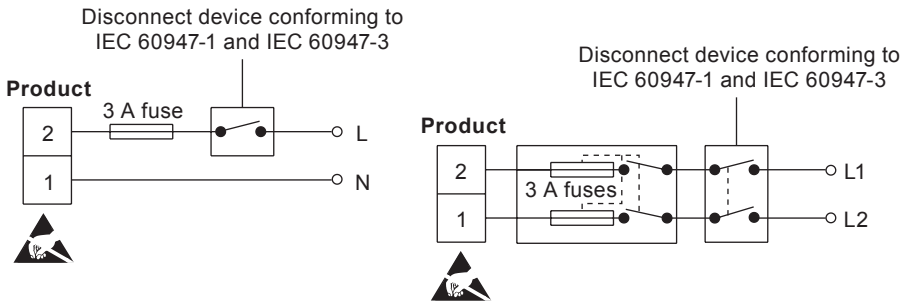 Disconnect device conforming to
IEC 60947-1 and IEC 60947-3
Product
3 A fuse
2
L
1
N
Disconnect device conforming to
IEC 60947-1 and IEC 60947-3
Product
2
L1
3 A fuses
1
L2